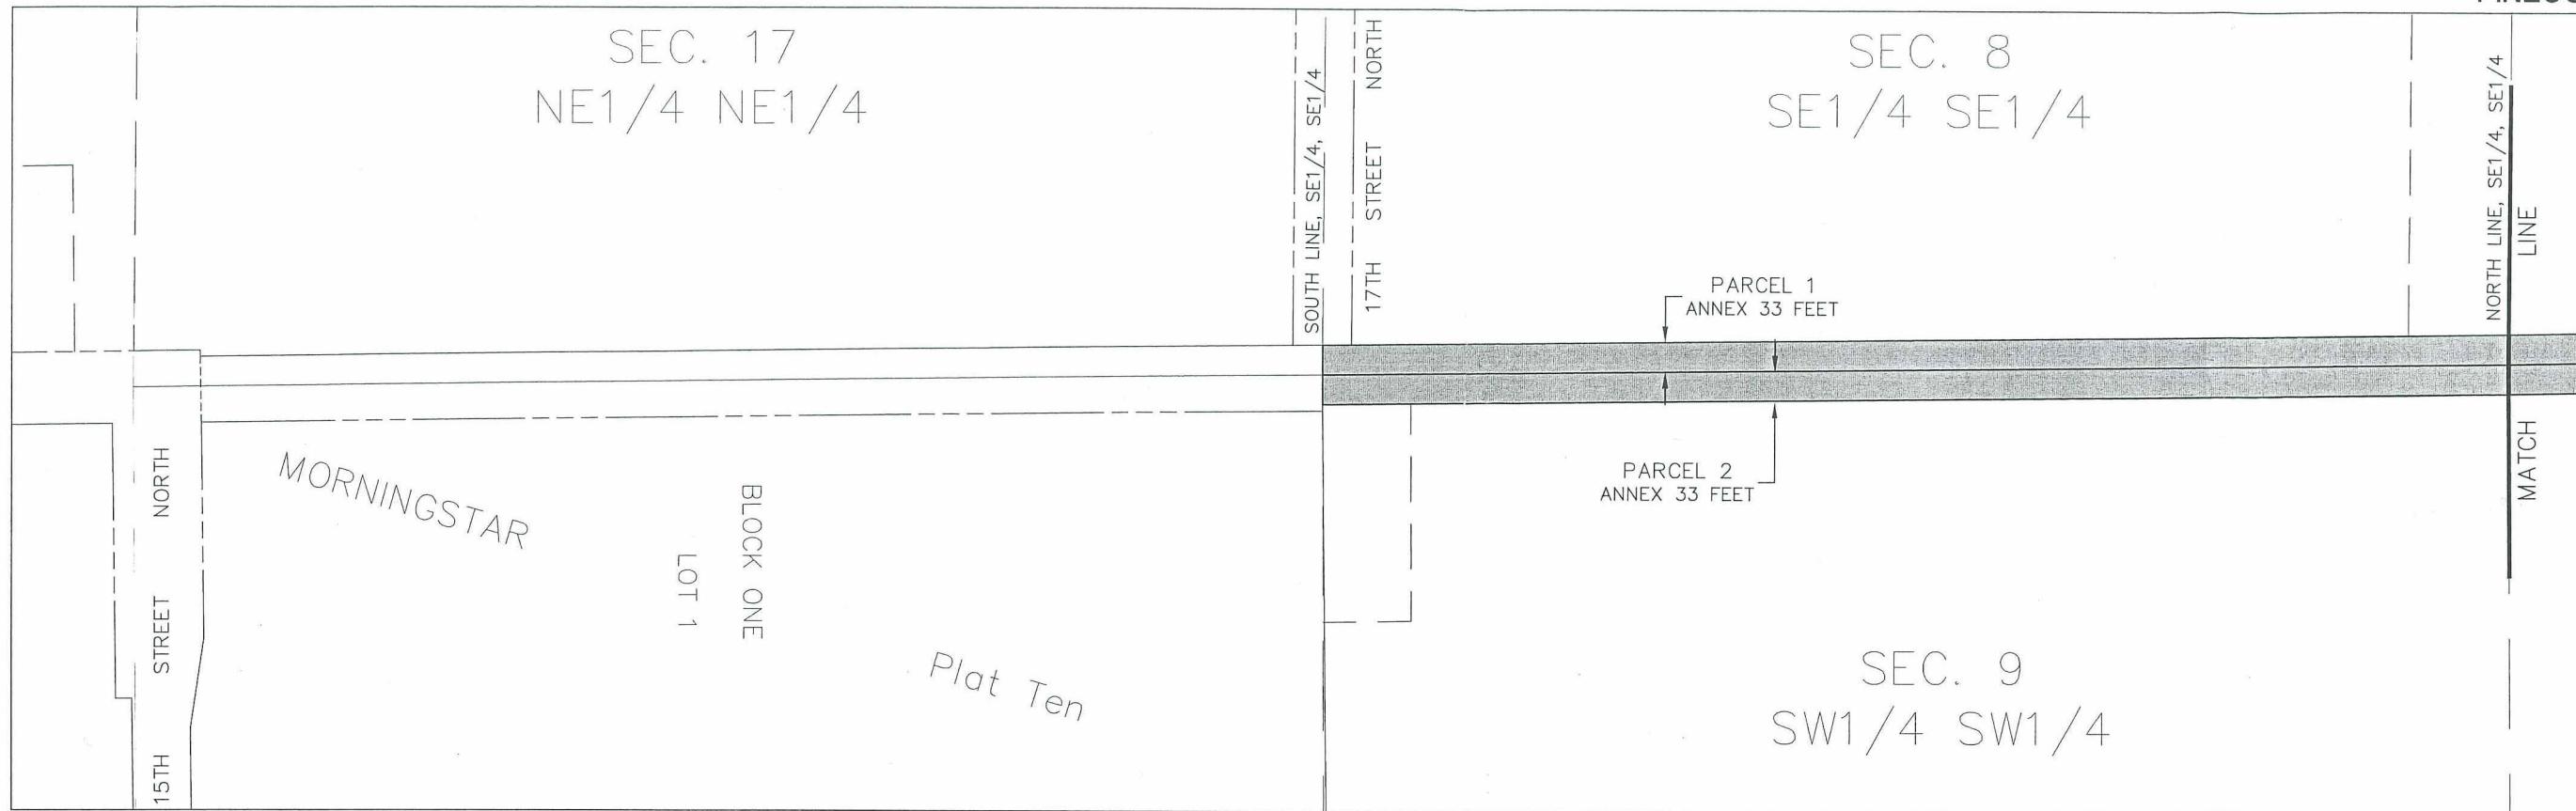 SEC. 17
NE1/4 NE1/4
SOUTH LINE, SE1/4, SE1/4
17TH STREET NORTH
SEC. 8
SE1/4 SE1/4
NORTH LINE, SE1/4, SE1/4
MATCH LINE
PARCEL 1
ANNEX 33 FEET
PARCEL 2
ANNEX 33 FEET
15TH STREET NORTH
MORNINGSTAR
BLOCK ONE
LOT 1
Plat Ten
SEC. 9
SW1/4 SW1/4